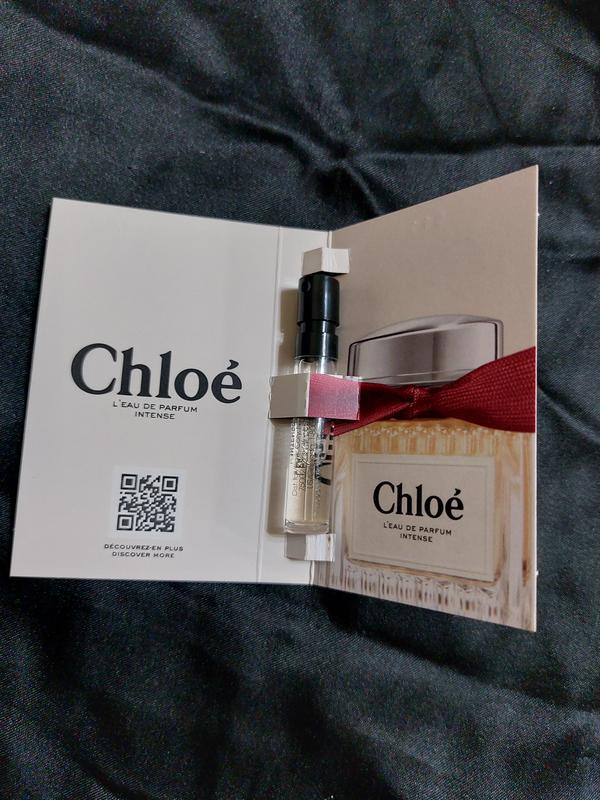 Chloé
L'EAU DE PARFUM
INTENSE
DÉCOUVREZ-EN PLUS
DISCOVER MORE
Chloé
L'EAU DE PARFUM
INTENSE